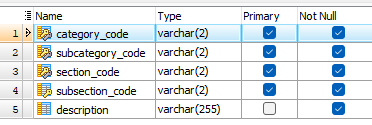 Name Type Primary Not Null
1 category_code varchar(2)
2 subcategory_code varchar(2)
3 section_code varchar(2)
4 subsection_code varchar(2)
5 description varchar(255)